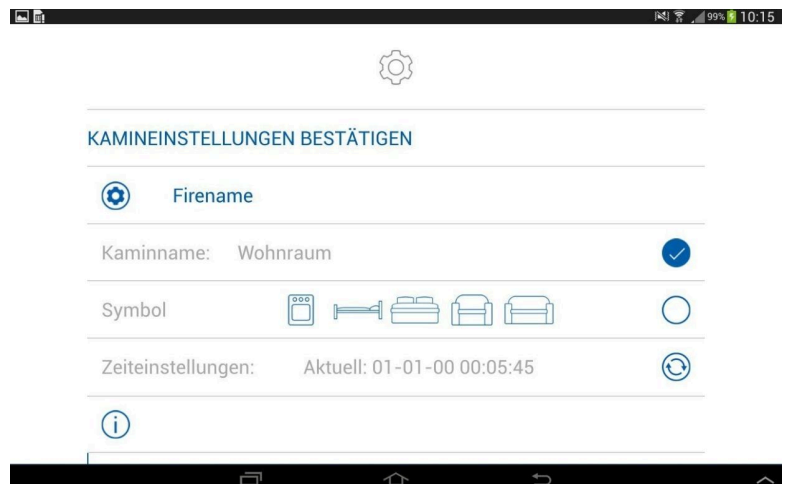 99% 10:15
KAMINEINSTELLUNGEN BESTÄTIGEN
Firename
Kaminname: Wohnraum
Symbol
Zeiteinstellungen: Aktuell: 01-01-00 00:05:45